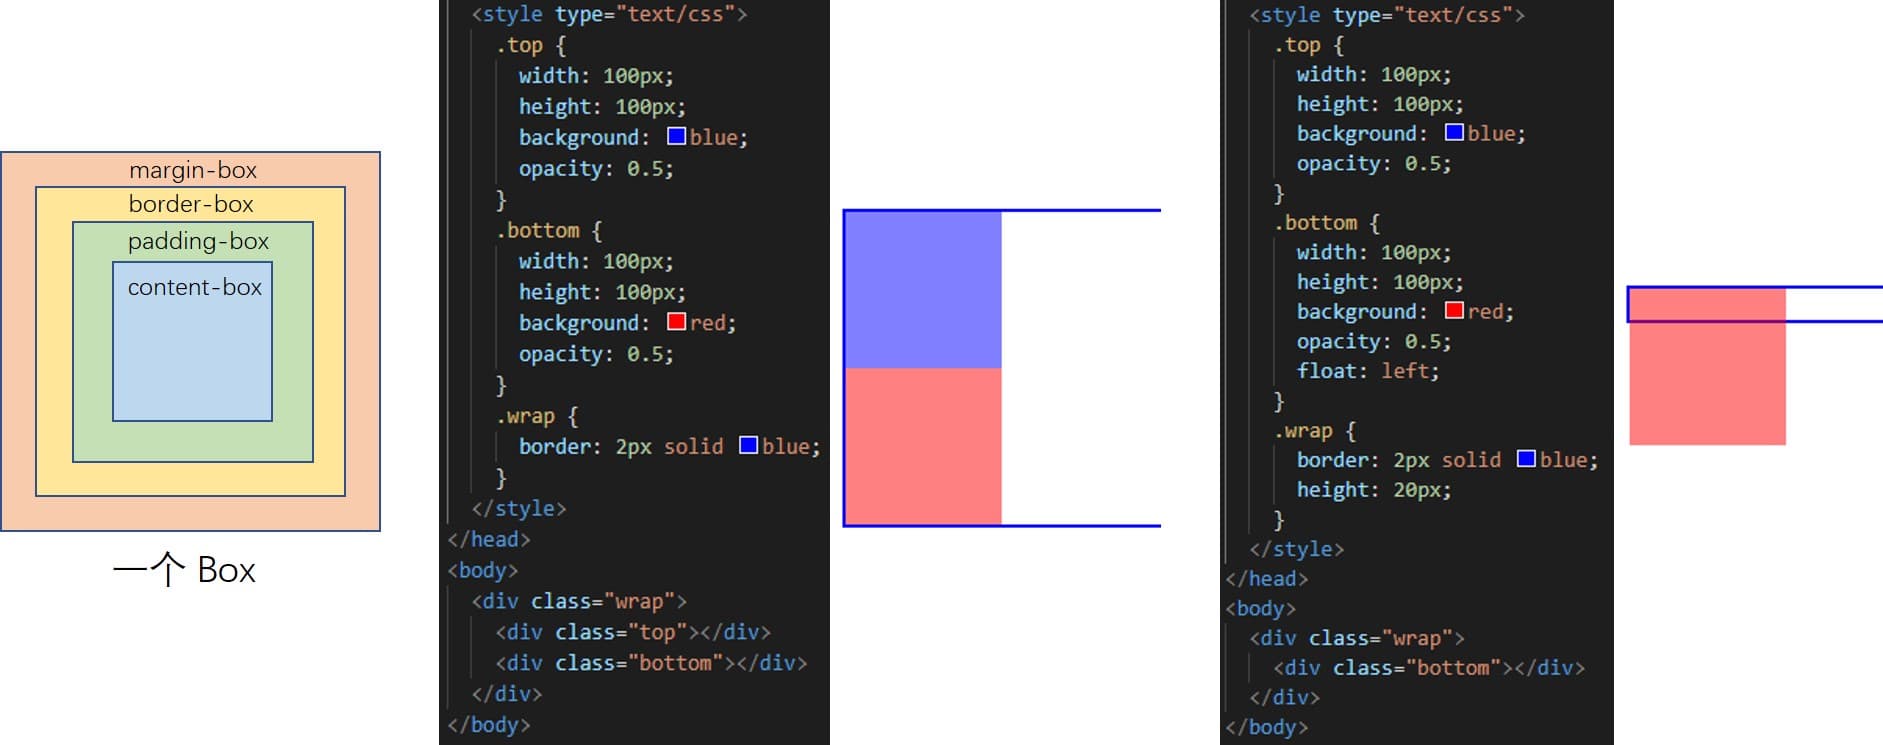 margin-box
border-box
padding-box
content-box
一个 Box
<style type="text/css">
.top {
width: 100px;
height: 100px;
background: blue;
opacity: 0.5;
}
.bottom {
width: 100px;
height: 100px;
background: red;
opacity: 0.5;
}
.wrap {
border: 2px solid blue;
}
</style>
</head>
<body>
<div class="wrap">
<div class="top"></div>
<div class="bottom"></div>
</div>
</body>
<style type="text/css">
.top {
width: 100px;
height: 100px;
background: blue;
opacity: 0.5;
}
.bottom {
width: 100px;
height: 100px;
background: red;
opacity: 0.5;
float: left;
}
.wrap {
border: 2px solid blue;
height: 20px;
}
</style>
</head>
<body>
<div class="wrap">
<div class="bottom"></div>
</div>
</body>